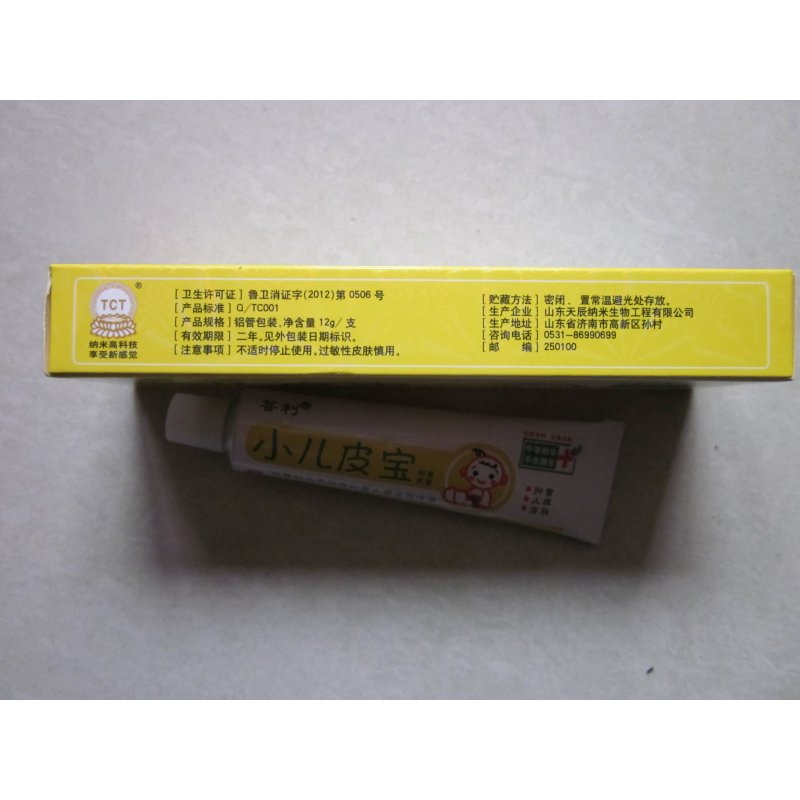 TCT
®
纳米高科技
享受新感觉
[卫生许可证] 鲁卫消证字(2012)第 0506 号
[产品标准] Q/TC001
[产品规格] 铝管包装,净含量 12g/ 支
[有效期限] 二年。见外包装日期标识。
[注意事项] 不适时停止使用。过敏性皮肤慎用。
[贮藏方法] 密闭,置常温避光处存放。
[生产企业] 山东天辰纳米生物工程有限公司
[生产地址] 山东省济南市高新区孙村
[咨询电话] 0531-86990699
[邮 编] 250100
小儿皮宝
抑菌